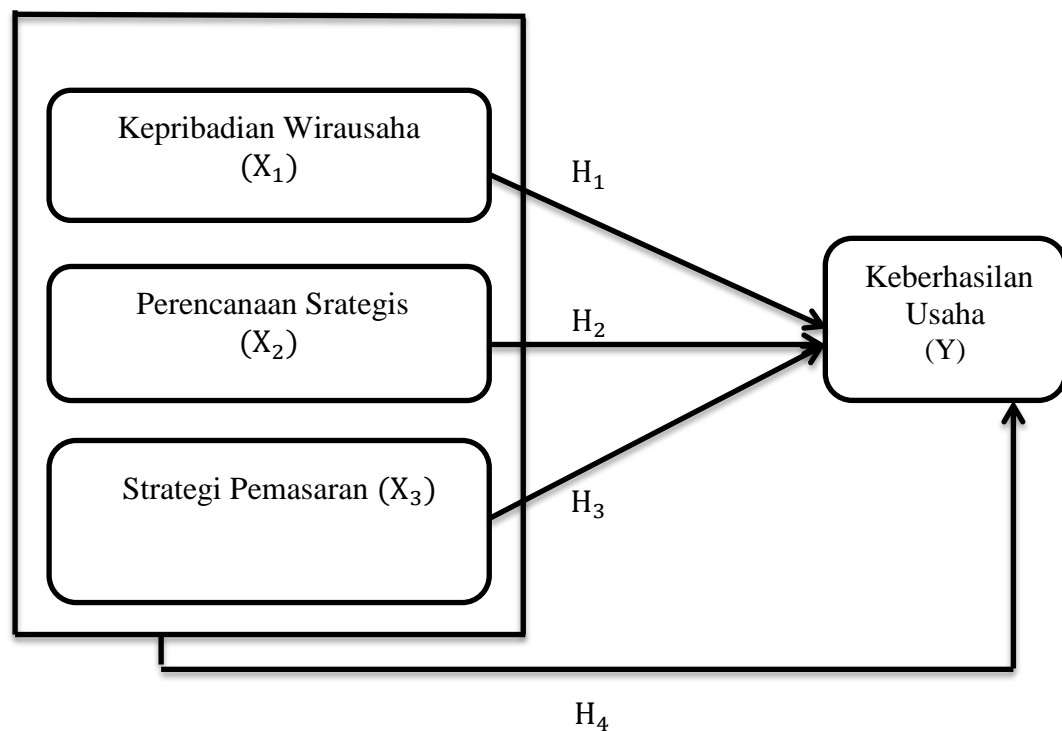 Kepribadian Wirausaha
(X₁)
H₁
Perencanaan Srategis
(X₂)
H₂
Keberhasilan
Usaha
(Y)
Strategi Pemasaran (X₃)
H₃
H₄